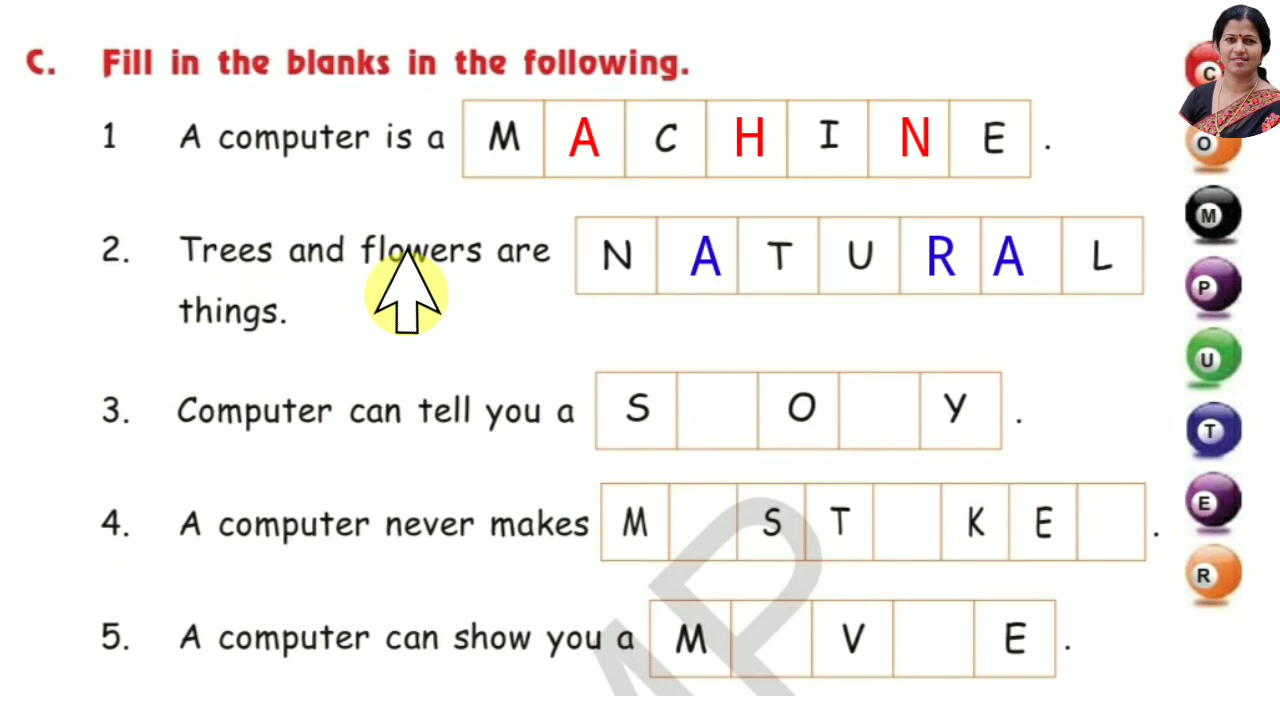 C. Fill in the blanks in the following.
1 A computer is a M A C H I N E .
2. Trees and flowers are N A T U R A L
things.
3. Computer can tell you a S O Y .
4. A computer never makes M S T K E .
5. A computer can show you a M V E .
C
O
M
P
U
T
E
R